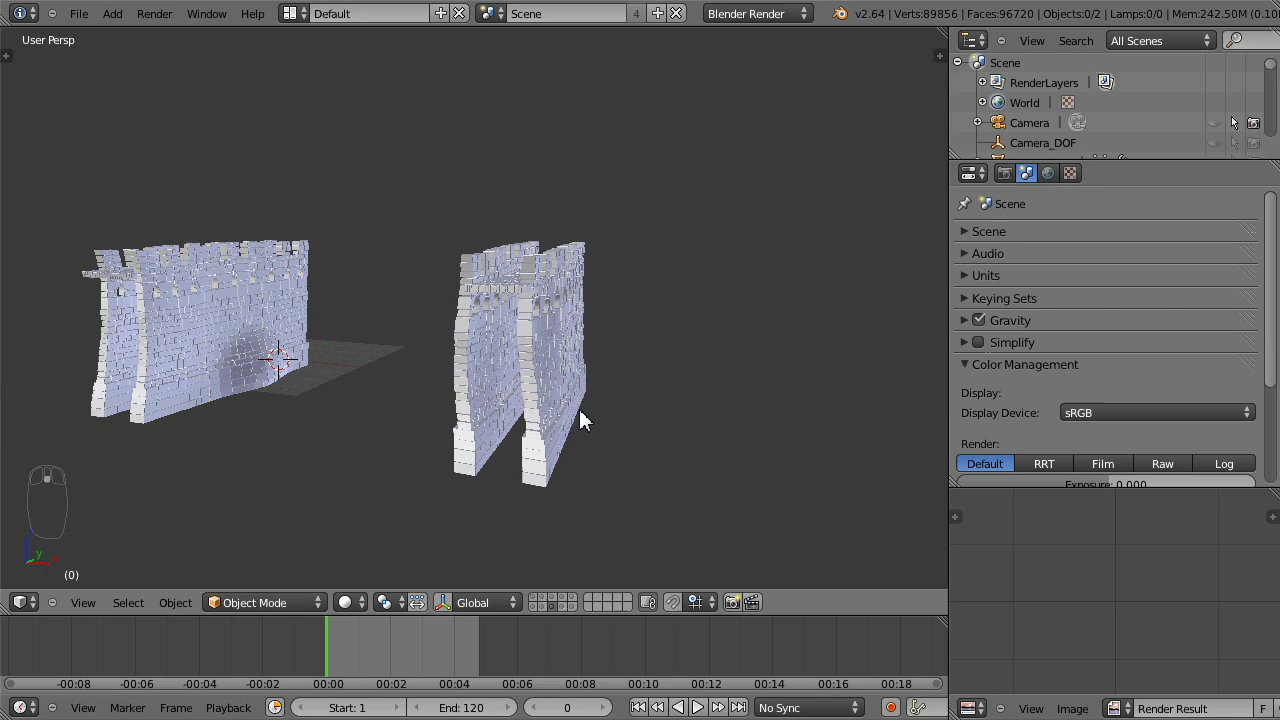 File Add Render Window Help Default Scene 4 Blender Render v2.64 | Verts:89856 | Faces:96720 | Objects:0/2 | Lamps:0/0 | Mem:242.50M (0.10
User Persp
View Search All Scenes
Scene
RenderLayers |
World |
Camera |
Camera_DOF
Scene
Scene
Audio
Units
Keying Sets
Gravity
Simplify
Color Management
Display:
Display Device: sRGB
Render:
Default RRT Film Raw Log
Exposure: 0.000
y
(0)
View Select Object Object Mode Global
-00:08 -00:06 -00:04 -00:02 00:00 00:02 00:04 00:06 00:08 00:10 00:12 00:14 00:16 00:18
View Marker Frame Playback Start: 1 End: 120 0 No Sync
View Image Render Result F